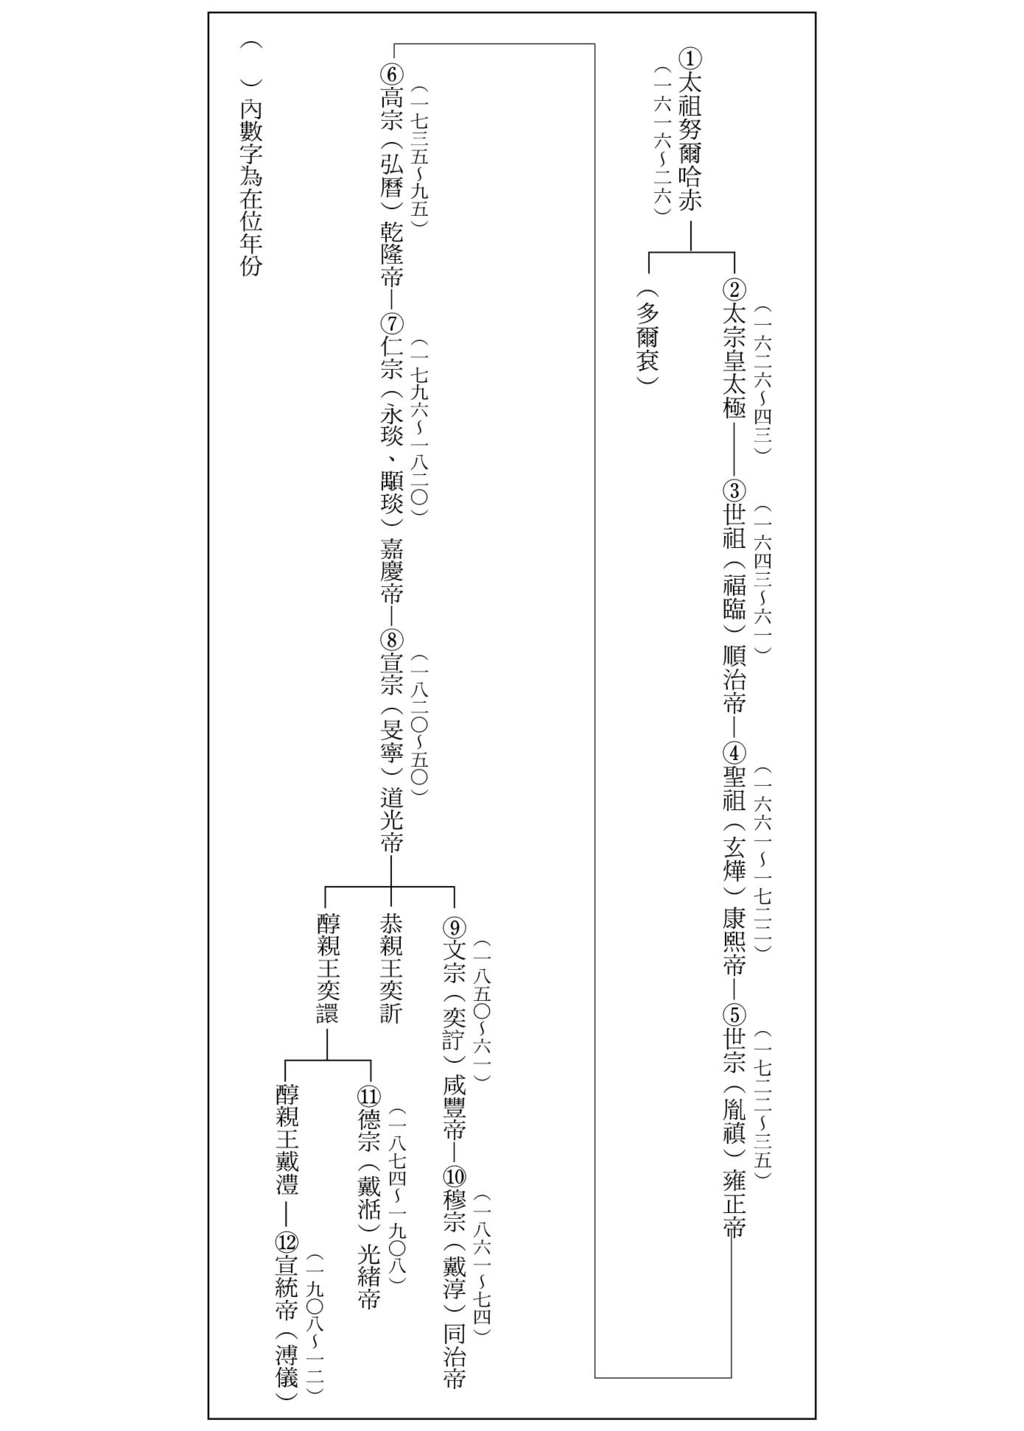 ①太祖努爾哈赤
（一六一六～二六）
（一六二六～四三）
②太宗皇太極
（多爾袞）
（一六四三～六一）
③世祖（福臨）順治帝
（一六六一～一七二二）
④聖祖（玄燁）康熙帝
（一七二二～三五）
⑤世宗（胤禛）雍正帝
（一七三五～九五）
⑥高宗（弘曆）乾隆帝
（一七九六～一八二〇）
⑦仁宗（永琰、顒琰）嘉慶帝
（一八二〇～五〇）
⑧宣宗（旻寧）道光帝
（一八五〇～六一）
⑨文宗（奕詝）咸豐帝
（一八六一～七四）
⑩穆宗（戴淳）同治帝
恭親王奕訢
醇親王奕譞
（一八七四～一九〇八）
⑪德宗（戴湉）光緒帝
醇親王戴灃
（一九〇八～一二）
⑫宣統帝（溥儀）
（　）內數字為在位年份